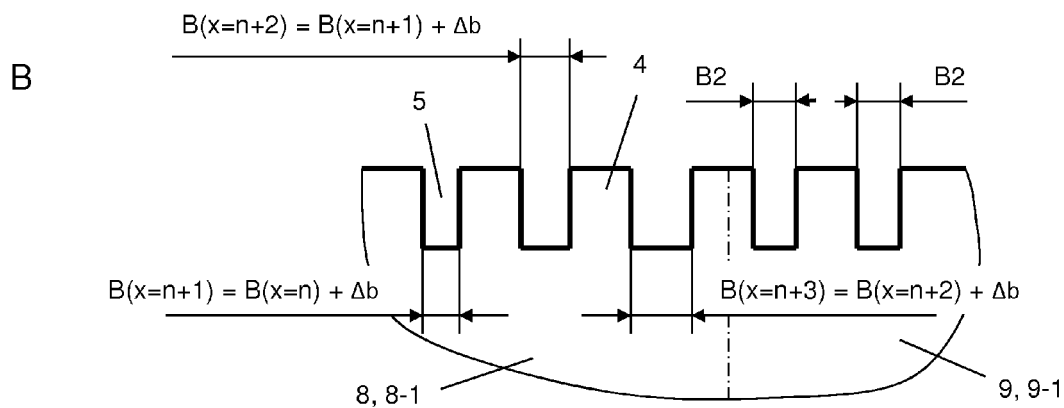 B(x=n+2) = B(x=n+1) + Δb
B
4
B2
B2
5
B(x=n+1) = B(x=n) + Δb
B(x=n+3) = B(x=n+2) + Δb
8, 8-1
9, 9-1